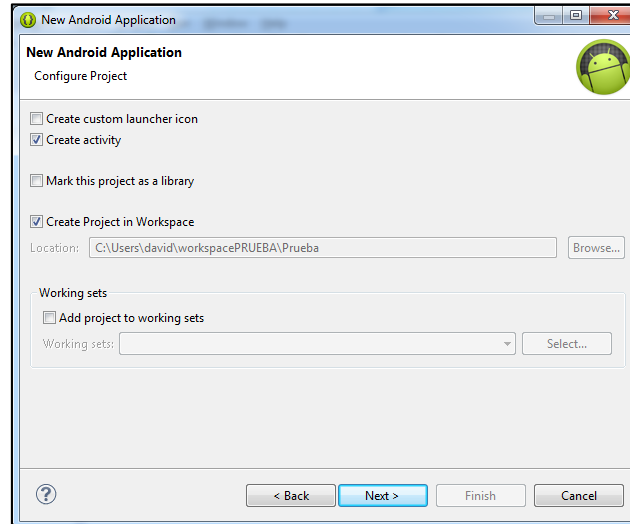 New Android Application
New Android Application
Configure Project
Create custom launcher icon
Create activity
Mark this project as a library
Create Project in Workspace
Location: C:\Users\david\workspacePRUEBA\Prueba Browse...
Working sets
Add project to working sets
Working sets: Select...
? < Back Next > Finish Cancel